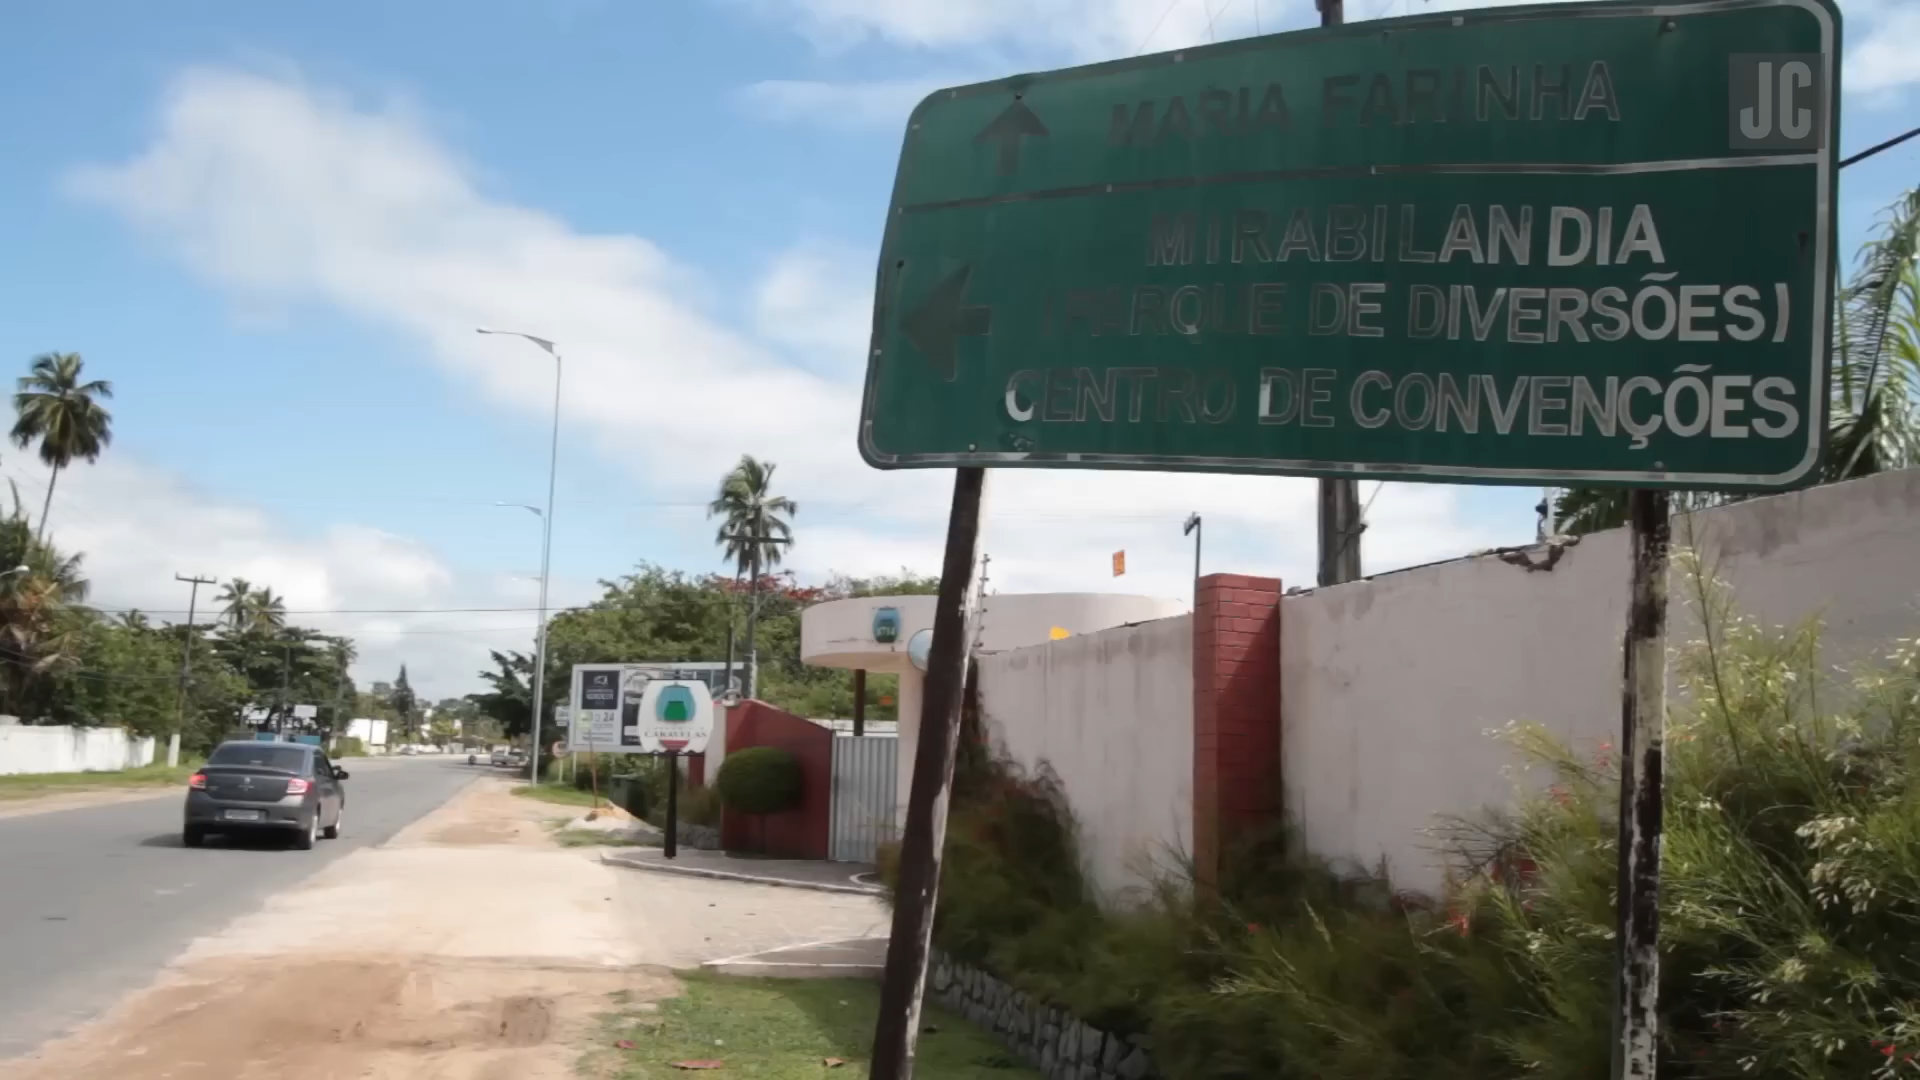 JC
MARIA FARINHA
MIRABILANDIA
(PARQUE DE DIVERSÕES)
CENTRO DE CONVENÇÕES
CARAVELAS